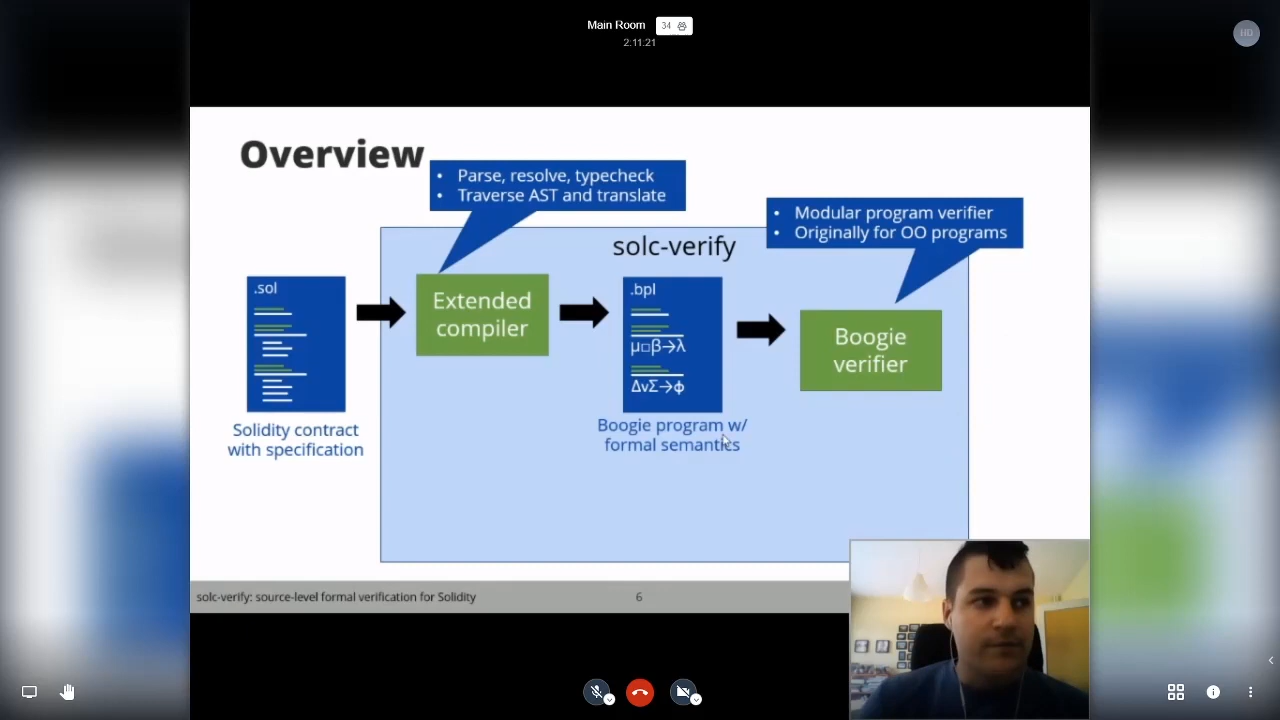 Main Room 34
2:11:21
HD
Overview
• Parse, resolve, typecheck
• Traverse AST and translate
• Modular program verifier
• Originally for OO programs
solc-verify
.sol
Extended
compiler
.bpl
μ□β→λ
ΔvΣ→ϕ
Boogie
verifier
Solidity contract
with specification
Boogie program w/
formal semantics
solc-verify: source-level formal verification for Solidity 6